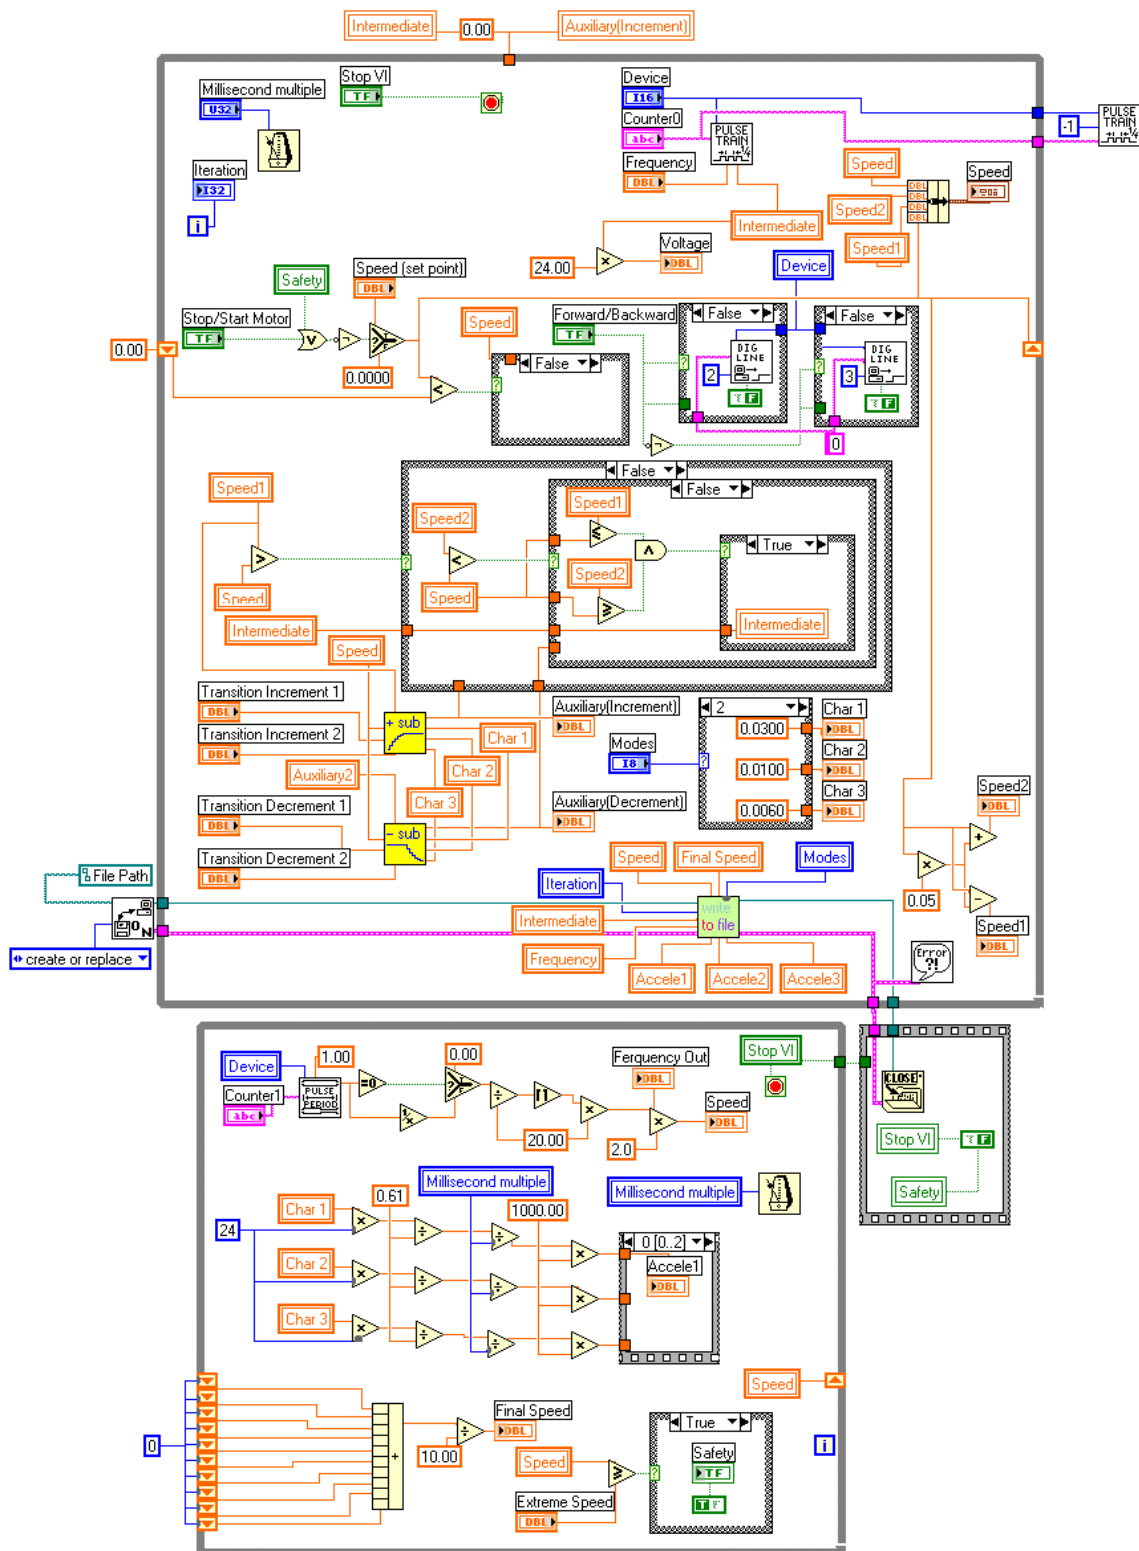 Intermediate
0.00
Auxiliary(Increment)
Stop VI
TF
Millisecond multiple
U32
Iteration
I32
i
Device
I16
Counter0
abc
Frequency
DBL
PULSE TRAIN
PULSE TRAIN
-1
Speed
Speed2
Speed1
DBL
DBL
DBL
DBL
Speed
Intermediate
Voltage
DBL
24.00
Device
Safety
Speed (set point)
DBL
Stop/Start Motor
TF
0.00
0.0000
Speed
False
Forward/Backward
TF
False
DIG LINE
2
F
False
DIG LINE
3
F
0
False
False
Speed1
Speed2
Speed1
Speed
Speed2
Speed
True
Intermediate
Intermediate
Speed
Transition Increment 1
DBL
Transition Increment 2
DBL
+ sub
Auxiliary2
Transition Decrement 1
DBL
- sub
Transition Decrement 2
DBL
Char 1
Char 2
Char 3
Auxiliary(Increment)
DBL
Auxiliary(Decrement)
DBL
Modes
I8
2
0.0300
0.0100
0.0060
Char 1
DBL
Char 2
DBL
Char 3
DBL
Speed2
DBL
0.05
Speed1
DBL
File Path
create or replace
Speed
Final Speed
Modes
Iteration
Intermediate
Frequency
write
to file
Accele1
Accele2
Accele3
Error
?!
Device
1.00
Counter1
abc
PULSE
PERIOD
=0
0.00
1/x
20.00
Ferquency Out
DBL
Speed
DBL
2.0
Stop VI
CLOSE
Stop VI
F
Safety
Millisecond multiple
Millisecond multiple
0.61
1000.00
Char 1
24
Char 2
Char 3
0 [0..2]
Accele1
DBL
Speed
0
10.00
Final Speed
DBL
Speed
Extreme Speed
DBL
True
Safety
TF
T
i